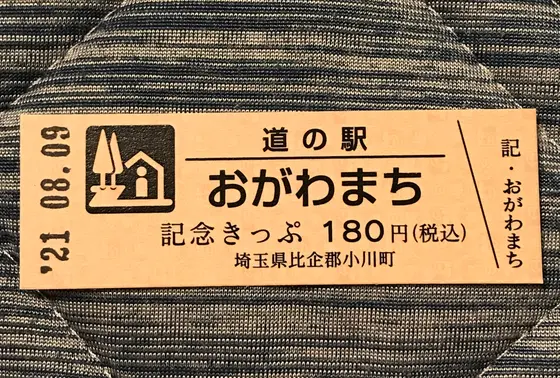 '21 08.09
道の駅
おがわまち
記念きっぷ 180円(税込)
埼玉県比企郡小川町
記・おがわまち